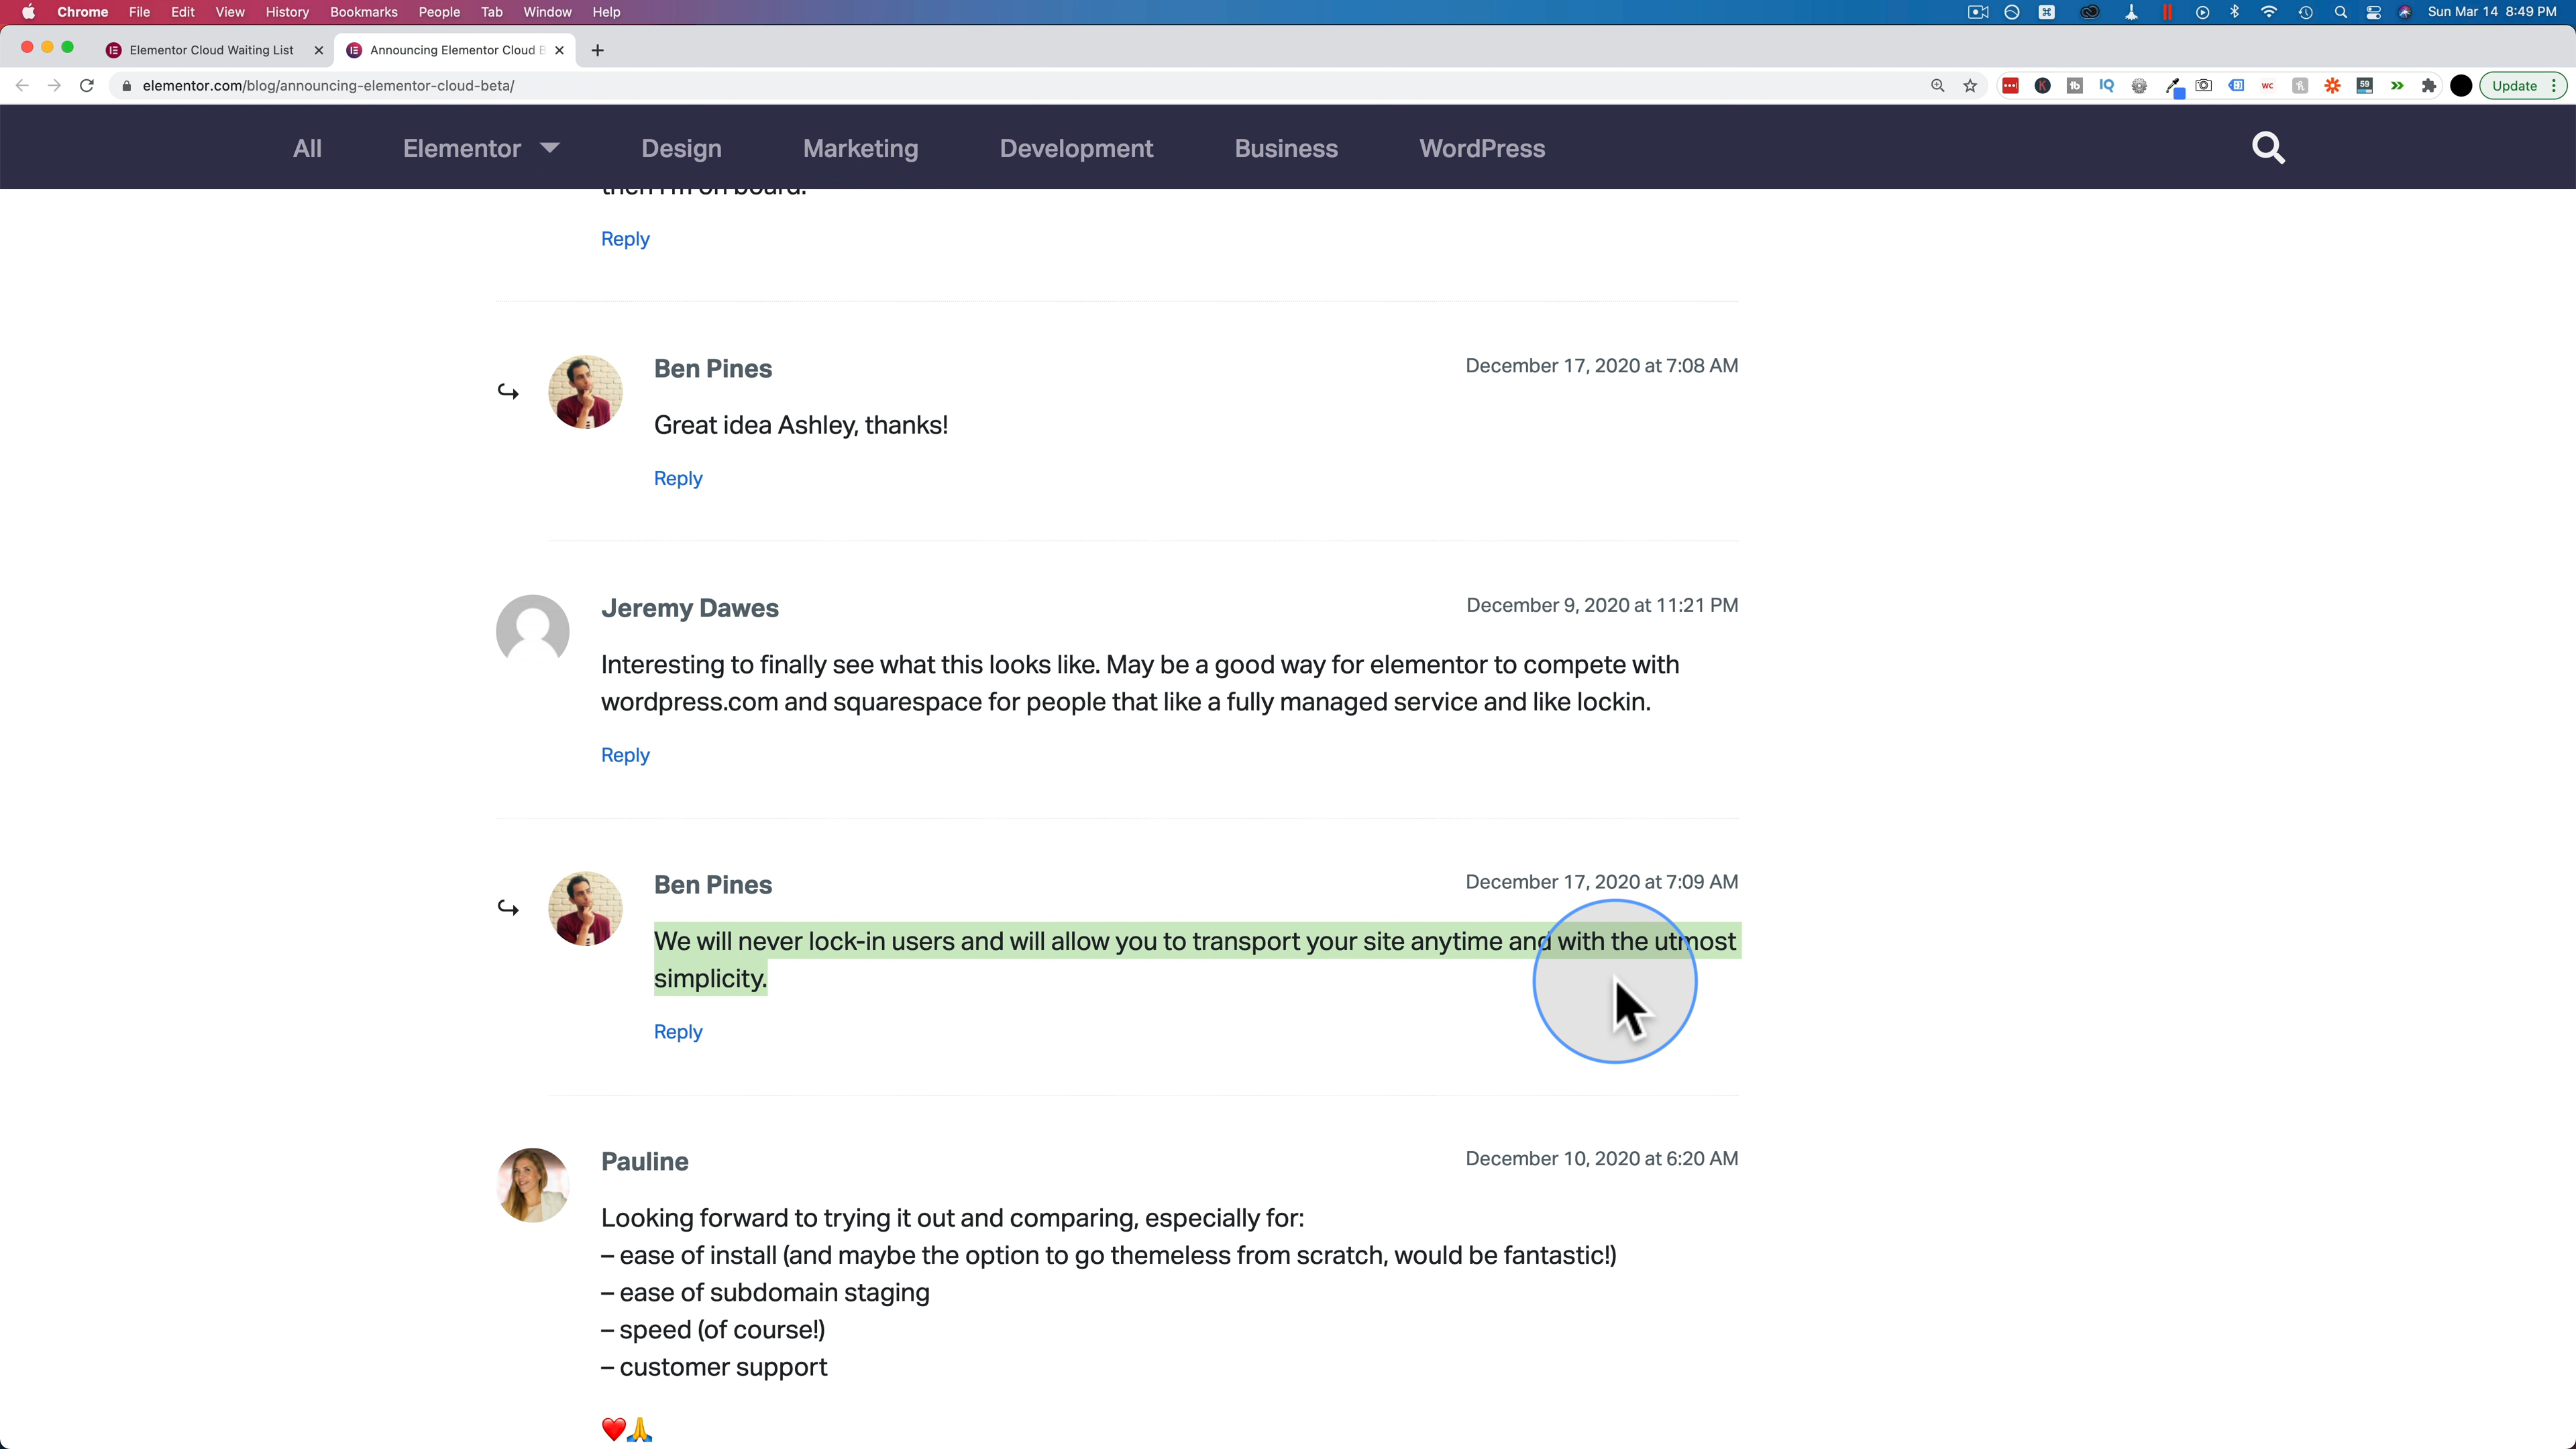 Chrome File Edit View History Bookmarks People Tab Window Help Sun Mar 14 8:49 PM
Elementor Cloud Waiting List Announcing Elementor Cloud B
elementor.com/blog/announcing-elementor-cloud-beta/ IQ WC 59 Update
All Elementor Design Marketing Development Business WordPress
then I'm on board.
Reply
Ben Pines December 17, 2020 at 7:08 AM
Great idea Ashley, thanks!
Reply
Jeremy Dawes December 9, 2020 at 11:21 PM
Interesting to finally see what this looks like. May be a good way for elementor to compete with
wordpress.com and squarespace for people that like a fully managed service and like lockin.
Reply
Ben Pines December 17, 2020 at 7:09 AM
We will never lock-in users and will allow you to transport your site anytime and with the utmost
simplicity.
Reply
Pauline December 10, 2020 at 6:20 AM
Looking forward to trying it out and comparing, especially for:
– ease of install (and maybe the option to go themeless from scratch, would be fantastic!)
– ease of subdomain staging
– speed (of course!)
– customer support
❤️🙏